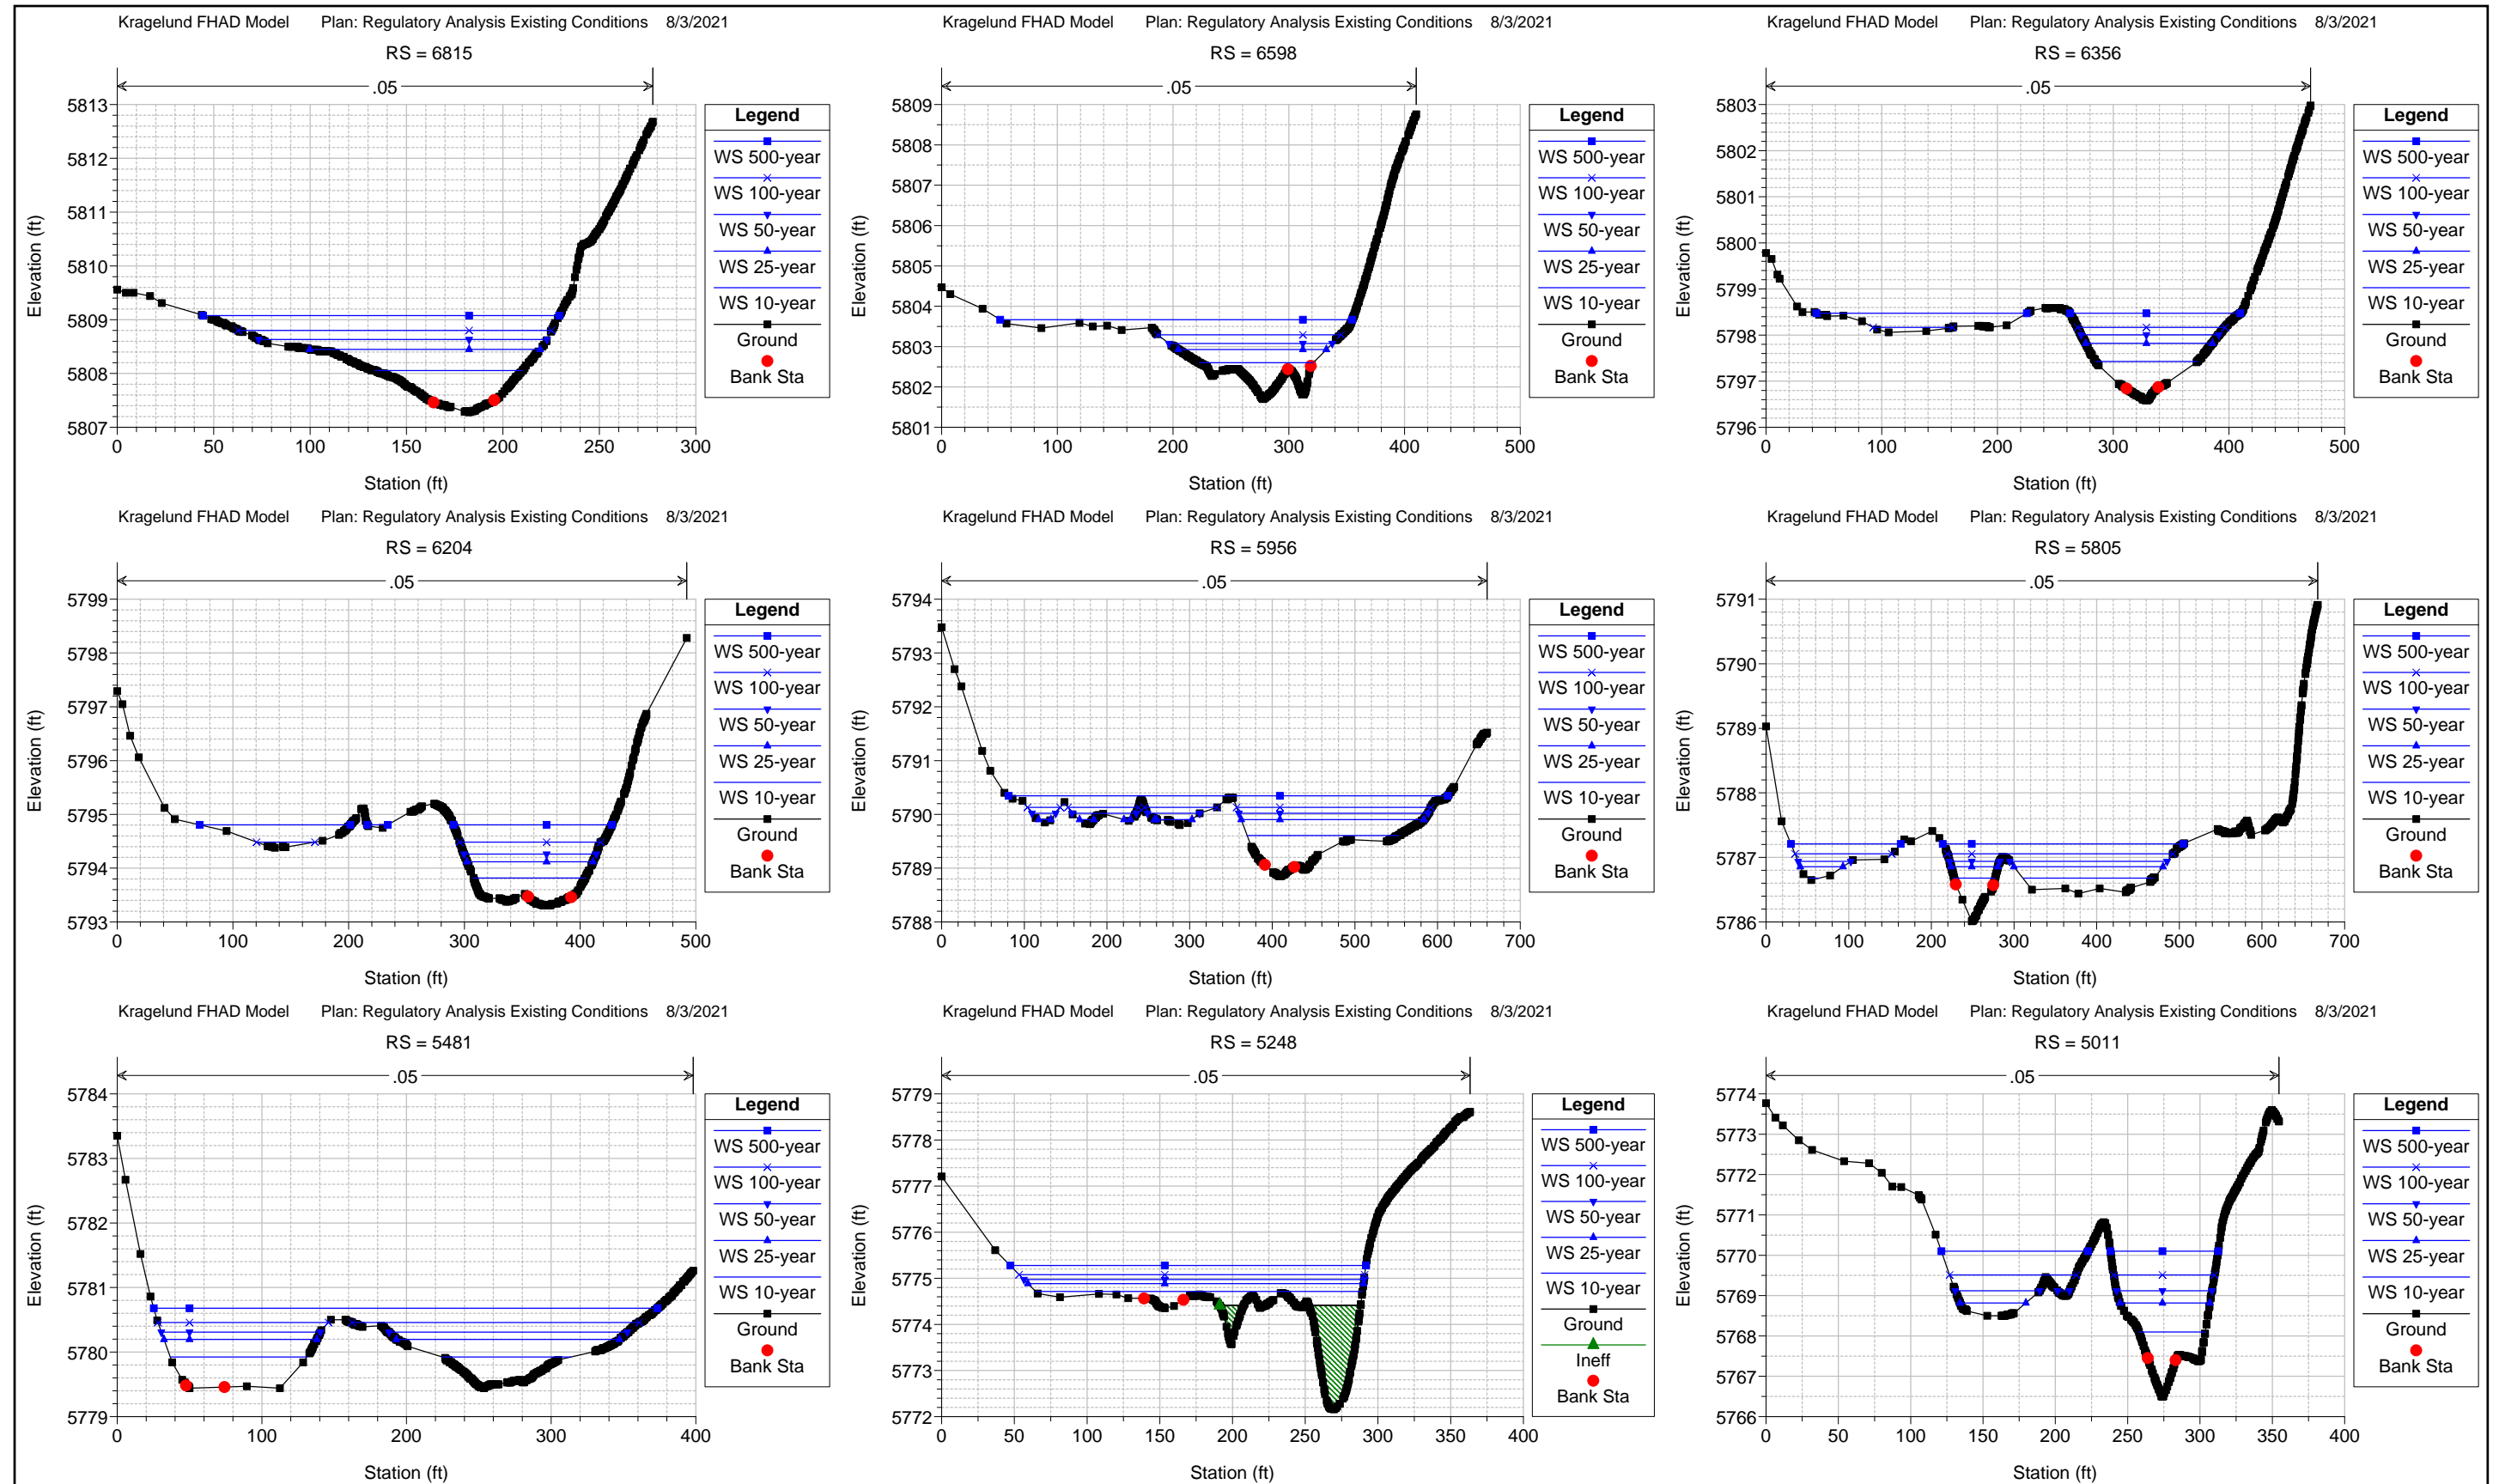 Kragelund FHAD Model Plan: Regulatory Analysis Existing Conditions 8/3/2021
RS = 6815
.05
5813
5812
5811
5810
5809
5808
5807
0 50 100 150 200 250 300
Station (ft)
Elevation (ft)
Legend
WS 500-year
WS 100-year
WS 50-year
WS 25-year
WS 10-year
Ground
Bank Sta
Kragelund FHAD Model Plan: Regulatory Analysis Existing Conditions 8/3/2021
RS = 6598
.05
5809
5808
5807
5806
5805
5804
5803
5802
5801
0 100 200 300 400 500
Station (ft)
Elevation (ft)
Legend
WS 500-year
WS 100-year
WS 50-year
WS 25-year
WS 10-year
Ground
Bank Sta
Kragelund FHAD Model Plan: Regulatory Analysis Existing Conditions 8/3/2021
RS = 6356
.05
5803
5802
5801
5800
5799
5798
5797
5796
0 100 200 300 400 500
Station (ft)
Elevation (ft)
Legend
WS 500-year
WS 100-year
WS 50-year
WS 25-year
WS 10-year
Ground
Bank Sta
Kragelund FHAD Model Plan: Regulatory Analysis Existing Conditions 8/3/2021
RS = 6204
.05
5799
5798
5797
5796
5795
5794
5793
0 100 200 300 400 500
Station (ft)
Elevation (ft)
Legend
WS 500-year
WS 100-year
WS 50-year
WS 25-year
WS 10-year
Ground
Bank Sta
Kragelund FHAD Model Plan: Regulatory Analysis Existing Conditions 8/3/2021
RS = 5956
.05
5794
5793
5792
5791
5790
5789
5788
0 100 200 300 400 500 600 700
Station (ft)
Elevation (ft)
Legend
WS 500-year
WS 100-year
WS 50-year
WS 25-year
WS 10-year
Ground
Bank Sta
Kragelund FHAD Model Plan: Regulatory Analysis Existing Conditions 8/3/2021
RS = 5805
.05
5791
5790
5789
5788
5787
5786
0 100 200 300 400 500 600 700
Station (ft)
Elevation (ft)
Legend
WS 500-year
WS 100-year
WS 50-year
WS 25-year
WS 10-year
Ground
Bank Sta
Kragelund FHAD Model Plan: Regulatory Analysis Existing Conditions 8/3/2021
RS = 5481
.05
5784
5783
5782
5781
5780
5779
0 100 200 300 400
Station (ft)
Elevation (ft)
Legend
WS 500-year
WS 100-year
WS 50-year
WS 25-year
WS 10-year
Ground
Bank Sta
Kragelund FHAD Model Plan: Regulatory Analysis Existing Conditions 8/3/2021
RS = 5248
.05
5779
5778
5777
5776
5775
5774
5773
5772
0 50 100 150 200 250 300 350 400
Station (ft)
Elevation (ft)
Legend
WS 500-year
WS 100-year
WS 50-year
WS 25-year
WS 10-year
Ground
Ineff
Bank Sta
Kragelund FHAD Model Plan: Regulatory Analysis Existing Conditions 8/3/2021
RS = 5011
.05
5774
5773
5772
5771
5770
5769
5768
5767
5766
0 50 100 150 200 250 300 350 400
Station (ft)
Elevation (ft)
Legend
WS 500-year
WS 100-year
WS 50-year
WS 25-year
WS 10-year
Ground
Bank Sta